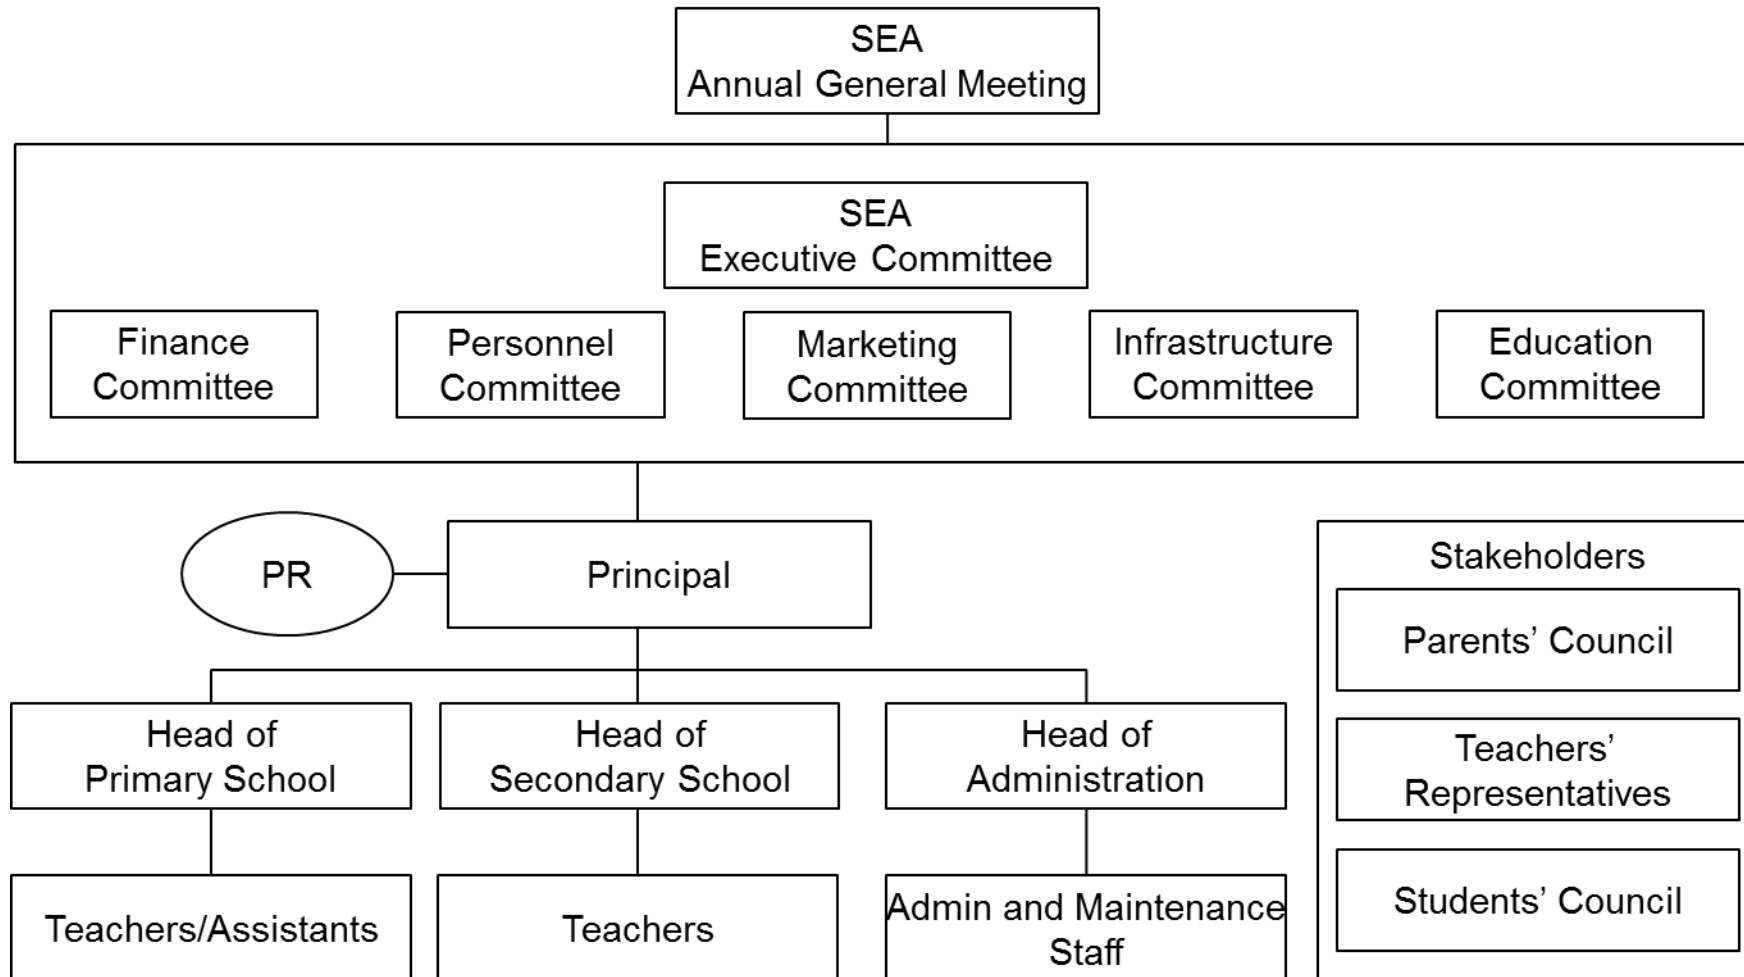 SEA
Annual General Meeting
SEA
Executive Committee
Finance
Committee
Personnel
Committee
Marketing
Committee
Infrastructure
Committee
Education
Committee
PR
Principal
Stakeholders
Parents’ Council
Teachers’
Representatives
Students’ Council
Head of
Primary School
Head of
Secondary School
Head of
Administration
Teachers/Assistants
Teachers
Admin and Maintenance
Staff